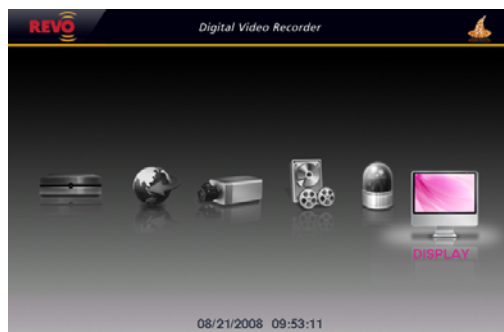 REVO
Digital Video Recorder
DISPLAY
08/21/2008 09:53:11